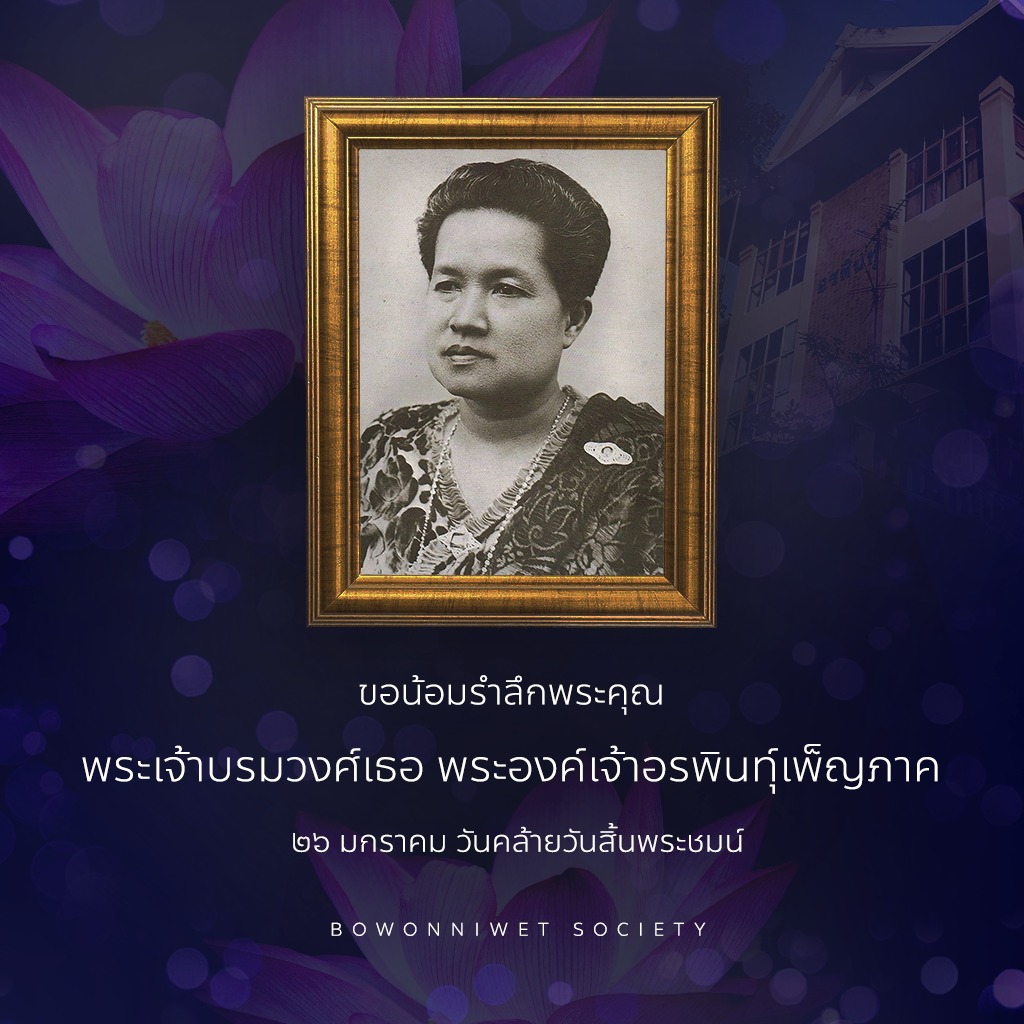 ขอน้อมรำลึกพระคุณ
พระเจ้าบรมวงศ์เธอ พระองค์เจ้าอรพินทุ์เพ็ญภาค
๒๖ มกราคม วันคล้ายวันสิ้นพระชนม์
BOWONNIWET SOCIETY